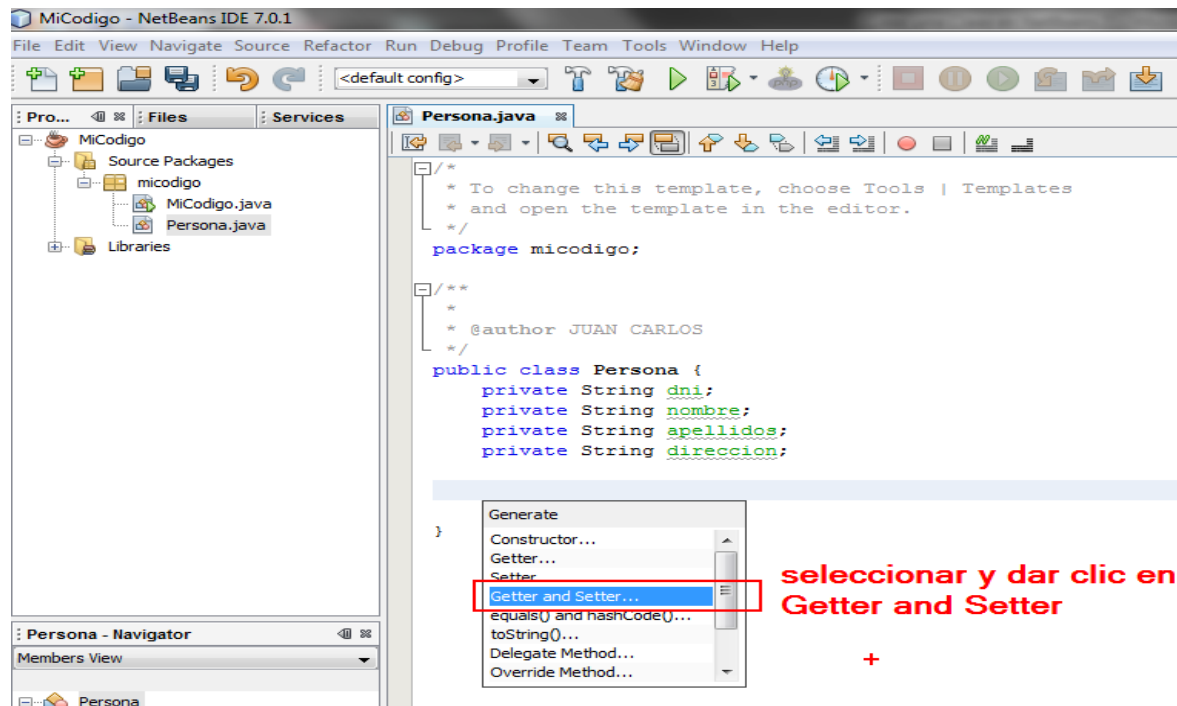 MiCodigo - NetBeans IDE 7.0.1
File Edit View Navigate Source Refactor Run Debug Profile Team Tools Window Help
<default config>
Pro... Files Services
MiCodigo
Source Packages
micodigo
MiCodigo.java
Persona.java
Libraries
Persona.java
/*
* To change this template, choose Tools | Templates
* and open the template in the editor.
*/
package micodigo;
/**
*
* @author JUAN CARLOS
*/
public class Persona {
private String dni;
private String nombre;
private String apellidos;
private String direccion;
}
Generate
Constructor...
Getter...
Setter...
Getter and Setter...
equals() and hashCode()...
toString()...
Delegate Method...
Override Method...
seleccionar y dar clic en
Getter and Setter
+
Persona - Navigator
Members View
Persona